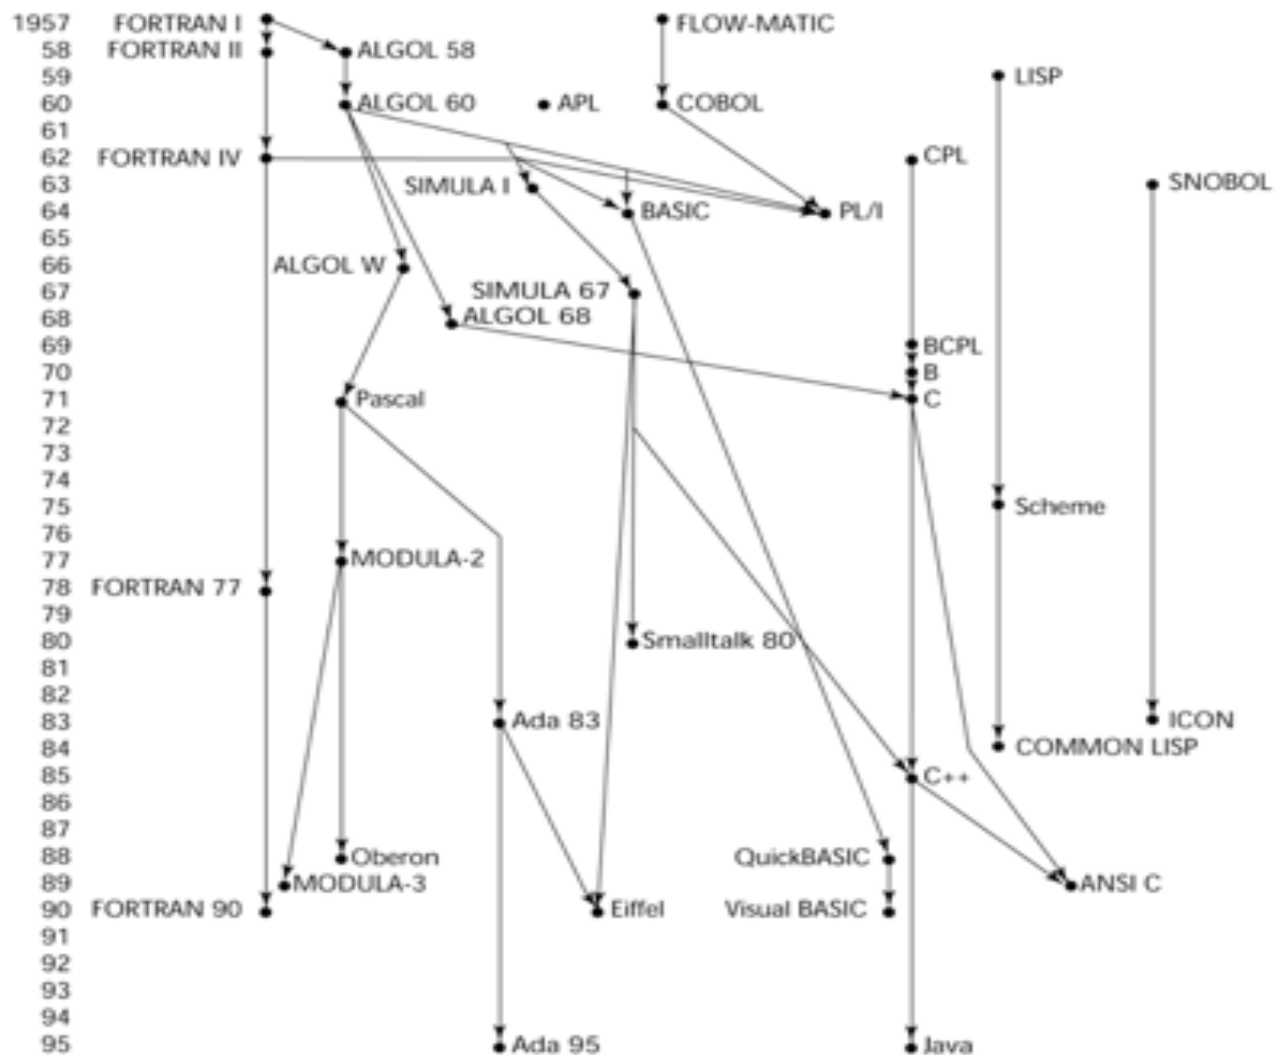 1957 FORTRAN I FLOW-MATIC
58 FORTRAN II ALGOL 58
59 LISP
60 ALGOL 60 APL COBOL
61
62 FORTRAN IV CPL
63 SIMULA I SNOBOL
64 BASIC PL/I
65
66 ALGOL W
67 SIMULA 67
68 ALGOL 68
69 BCPL
70 B
71 Pascal C
72
73
74
75 Scheme
76
77 MODULA-2
78 FORTRAN 77
79
80 Smalltalk 80
81
82
83 Ada 83 ICON
84 COMMON LISP
85 C++
86
87
88 Oberon QuickBASIC
89 MODULA-3 ANSI C
90 FORTRAN 90 Eiffel Visual BASIC
91
92
93
94
95 Ada 95 Java